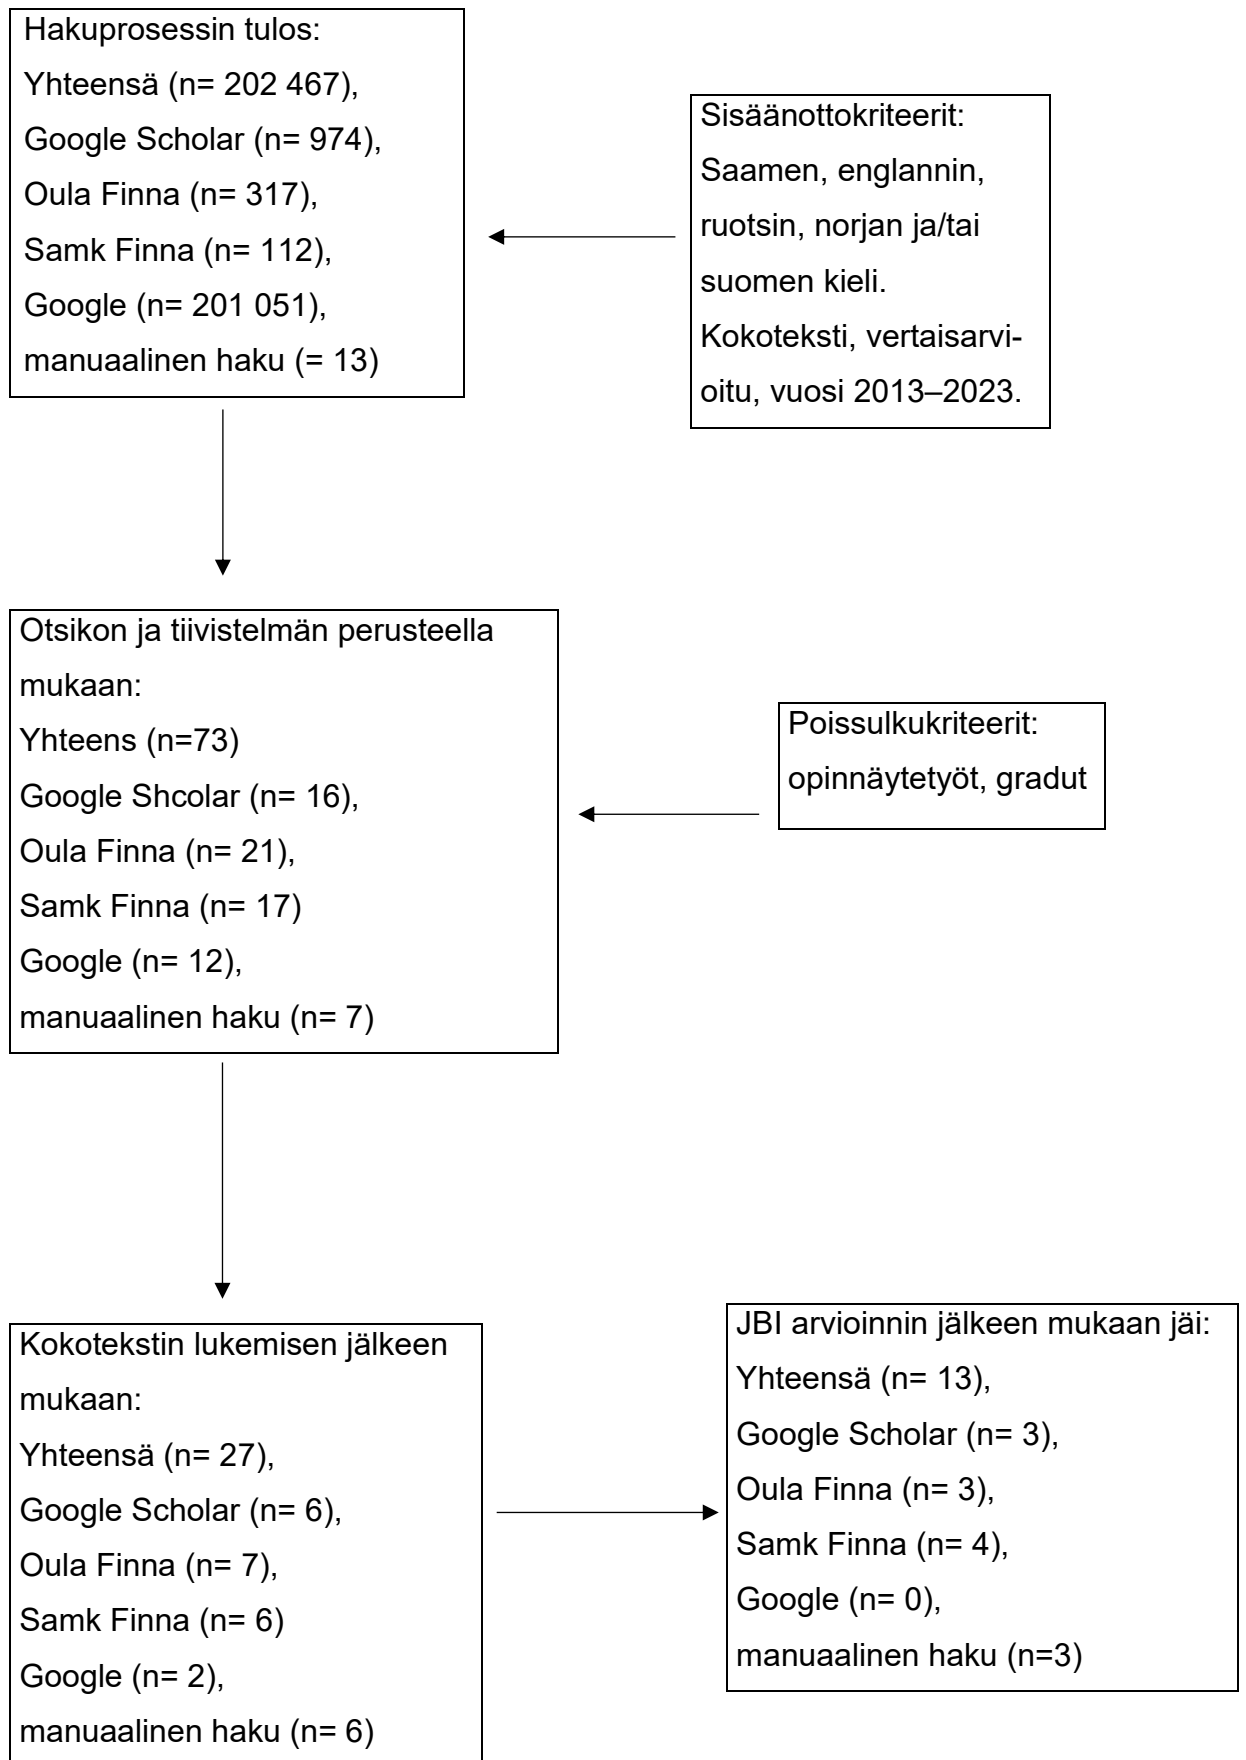 Hakuprosessin tulos:
Yhteensä (n= 202 467),
Google Scholar (n= 974),
Oula Finna (n= 317),
Samk Finna (n= 112),
Google (n= 201 051),
manuaalinen haku (= 13)
Sisäänottokriteerit:
Saamen, englannin,
ruotsin, norjan ja/tai
suomen kieli.
Kokoteksti, vertaisarvi-
oitu, vuosi 2013–2023.
Otsikon ja tiivistelmän perusteella
mukaan:
Yhteens (n=73)
Google Shcolar (n= 16),
Oula Finna (n= 21),
Samk Finna (n= 17)
Google (n= 12),
manuaalinen haku (n= 7)
Poissulkukriteerit:
opinnäytetyöt, gradut
Kokotekstin lukemisen jälkeen
mukaan:
Yhteensä (n= 27),
Google Scholar (n= 6),
Oula Finna (n= 7),
Samk Finna (n= 6)
Google (n= 2),
manuaalinen haku (n= 6)
JBI arvioinnin jälkeen mukaan jäi:
Yhteensä (n= 13),
Google Scholar (n= 3),
Oula Finna (n= 3),
Samk Finna (n= 4),
Google (n= 0),
manuaalinen haku (n=3)